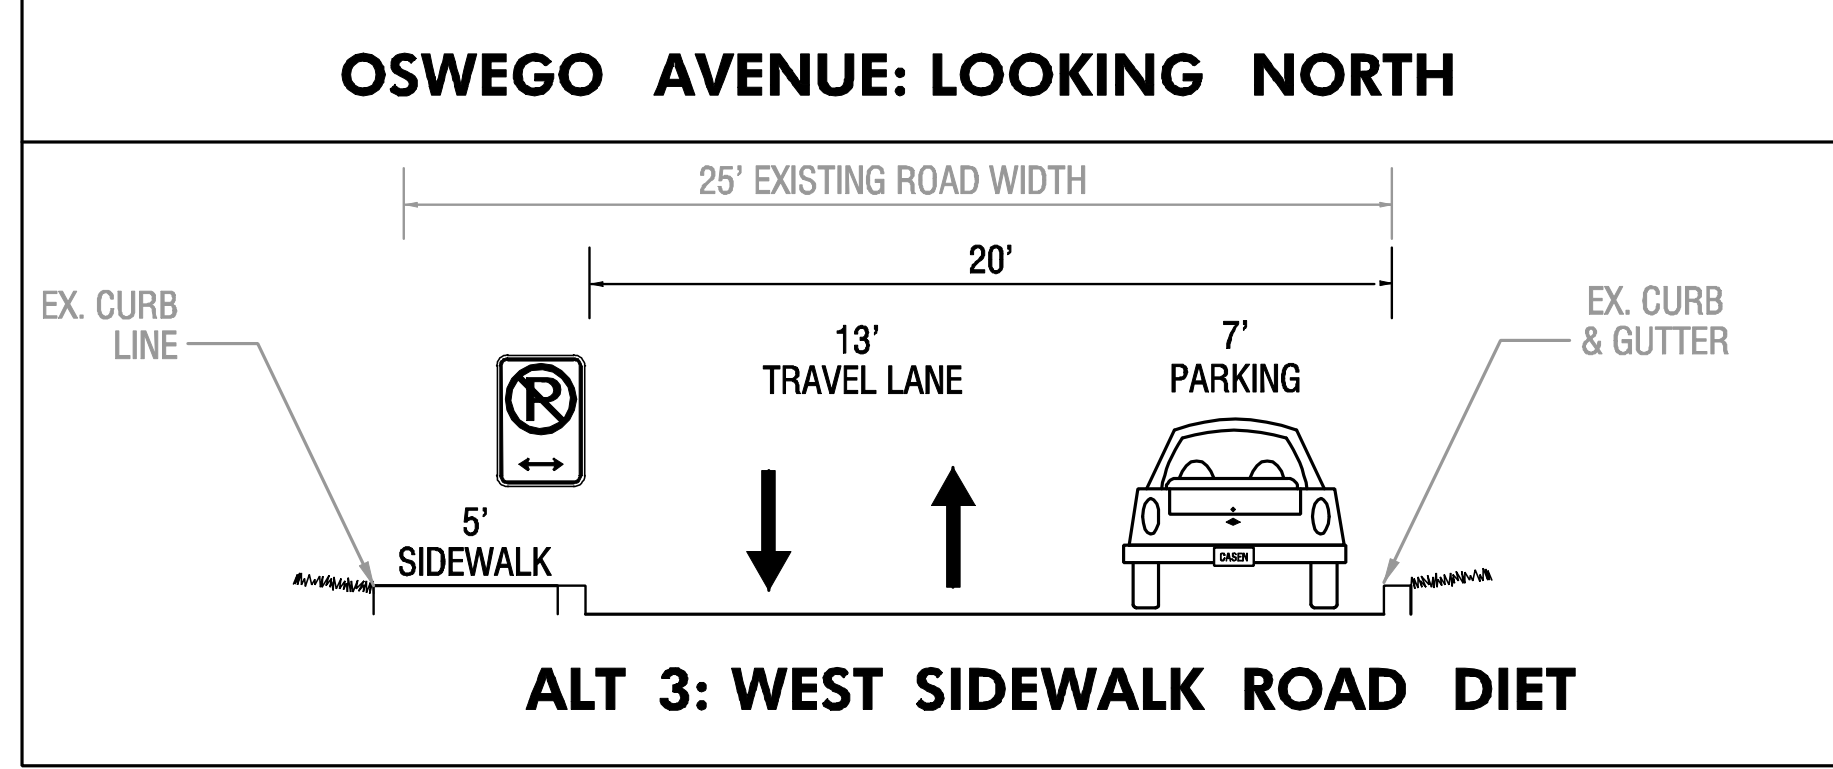 OSWEGO AVENUE: LOOKING NORTH
25' EXISTING ROAD WIDTH
20'
EX. CURB
LINE
EX. CURB
& GUTTER
13'
TRAVEL LANE
7'
PARKING
P
5'
SIDEWALK
CASEN
ALT 3: WEST SIDEWALK ROAD DIET